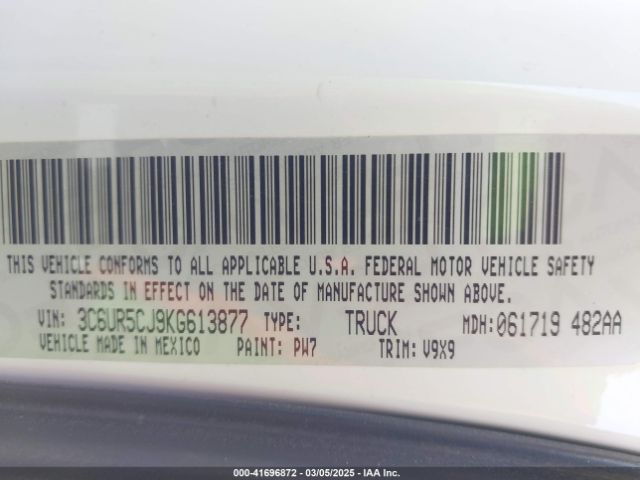 THIS VEHICLE CONFORMS TO ALL APPLICABLE U.S.A. FEDERAL MOTOR VEHICLE SAFETY
STANDARDS IN EFFECT ON THE DATE OF MANUFACTURE SHOWN ABOVE.
VIN: 3C6UR5CJ9KG613877 TYPE: TRUCK MDH: 061719 482AA
VEHICLE MADE IN MEXICO PAINT: PW7 TRIM: V9X9
000-41696872 — 03/05/2025 — IAA Inc.